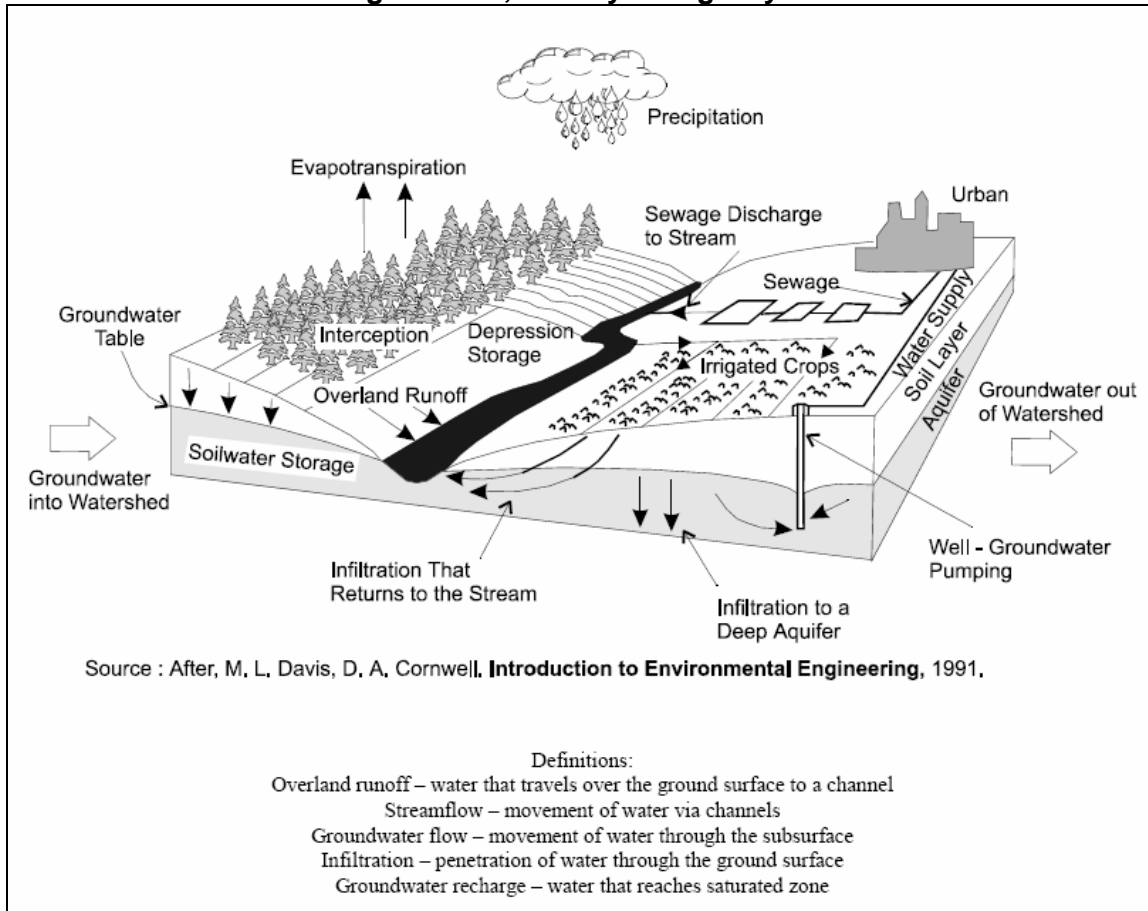 Precipitation
Evapotranspiration
Urban
Sewage Discharge
to Stream
Sewage
Groundwater
Table
Interception
Depression
Storage
Water Supply
Soil Layer
Aquifer
Irrigated Crops
Overland Runoff
Groundwater out
of Watershed
Soilwater Storage
Groundwater
into Watershed
Well - Groundwater
Pumping
Infiltration That
Returns to the Stream
Infiltration to a
Deep Aquifer
Source : After, M. L. Davis, D. A. Cornwell. Introduction to Environmental Engineering, 1991.
Definitions:
Overland runoff – water that travels over the ground surface to a channel
Streamflow – movement of water via channels
Groundwater flow – movement of water through the subsurface
Infiltration – penetration of water through the ground surface
Groundwater recharge – water that reaches saturated zone